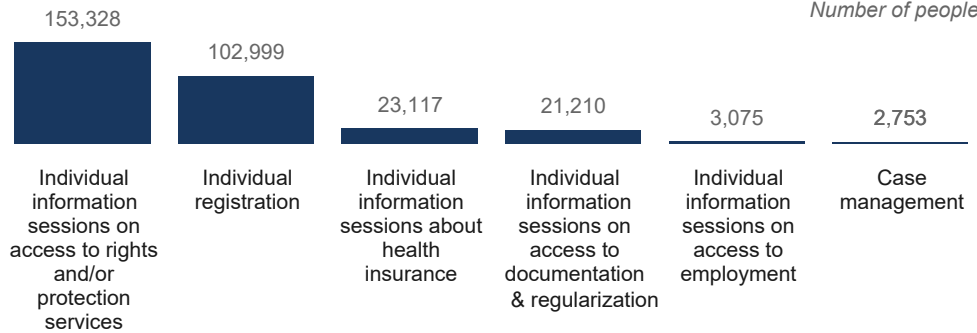 Number of people
153,328
102,999
23,117
21,210
3,075
2,753
Individual
information
sessions on
access to rights
and/or
protection
services
Individual
registration
Individual
information
sessions about
health
insurance
Individual
information
sessions on
access to
documentation
& regularization
Individual
information
sessions on
access to
employment
Case
management